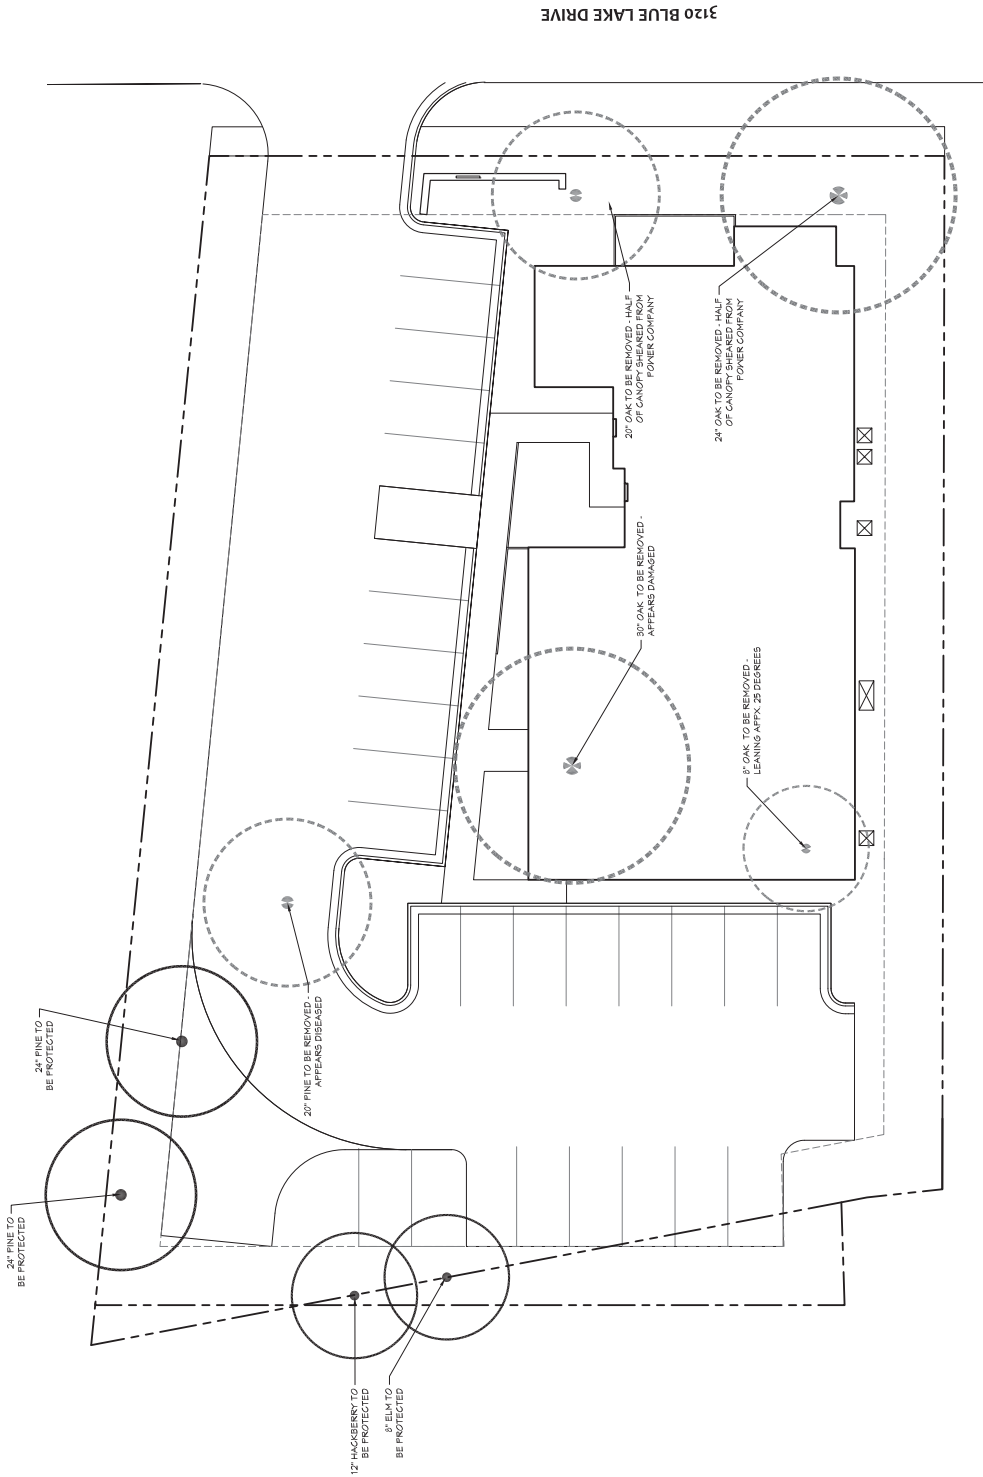 3120 BLUE LAKE DRIVE
20" OAK TO BE REMOVED - HALF
OF CANOPY SHEARED FROM
POWER COMPANY
24" OAK TO BE REMOVED - HALF
OF CANOPY SHEARED FROM
POWER COMPANY
30" OAK TO BE REMOVED -
APPEARS DAMAGED
8" OAK TO BE REMOVED -
LEANING APPX. 25 DEGREES
20" PINE TO BE REMOVED -
APPEARS DISEASED
24" PINE TO
BE PROTECTED
24" PINE TO
BE PROTECTED
12" HACKBERRY TO
BE PROTECTED
8" ELM TO
BE PROTECTED